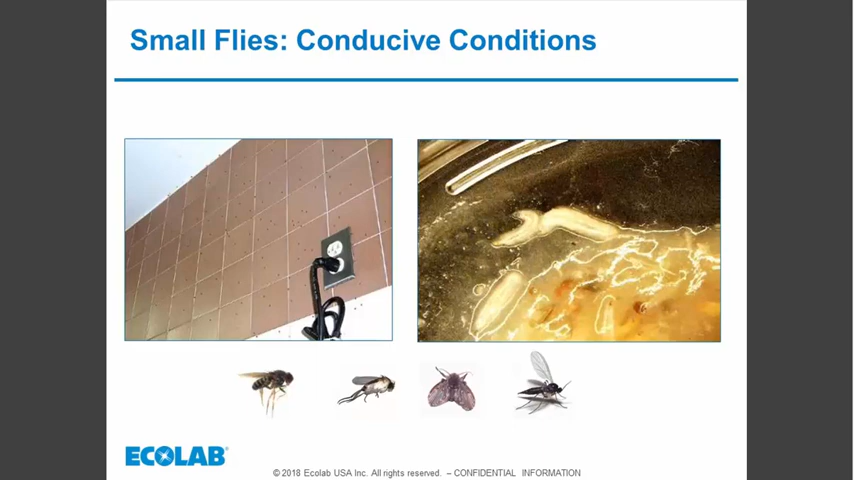 Small Flies: Conducive Conditions
ECOLAB®
© 2018 Ecolab USA Inc. All rights reserved. – CONFIDENTIAL INFORMATION